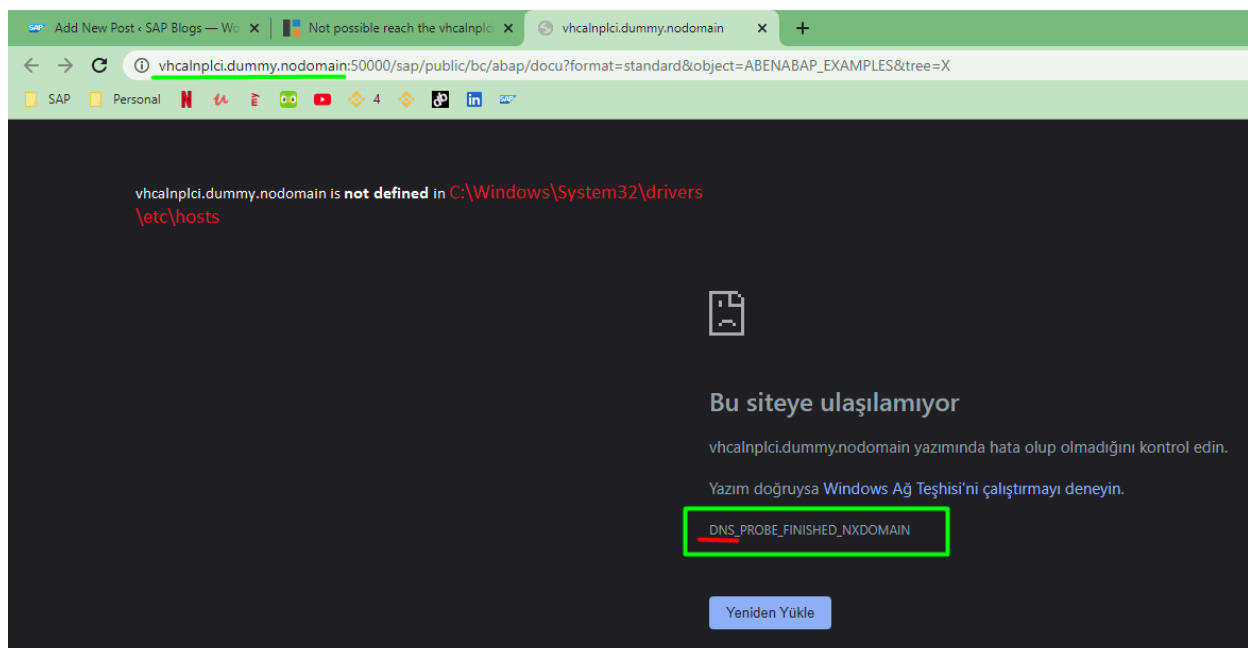 Add New Post ‹ SAP Blogs — Wo
Not possible reach the vhcalnplc
vhcalnplci.dummy.nodomain
vhcalnplci.dummy.nodomain:50000/sap/public/bc/abap/docu?format=standard&object=ABENABAP_EXAMPLES&tree=X
SAP Personal 4
vhcalnplci.dummy.nodomain is not defined in C:\Windows\System32\drivers
\etc\hosts
Bu siteye ulaşılamıyor
vhcalnplci.dummy.nodomain yazımında hata olup olmadığını kontrol edin.
Yazım doğruysa Windows Ağ Teşhisi'ni çalıştırmayı deneyin.
DNS_PROBE_FINISHED_NXDOMAIN
Yeniden Yükle